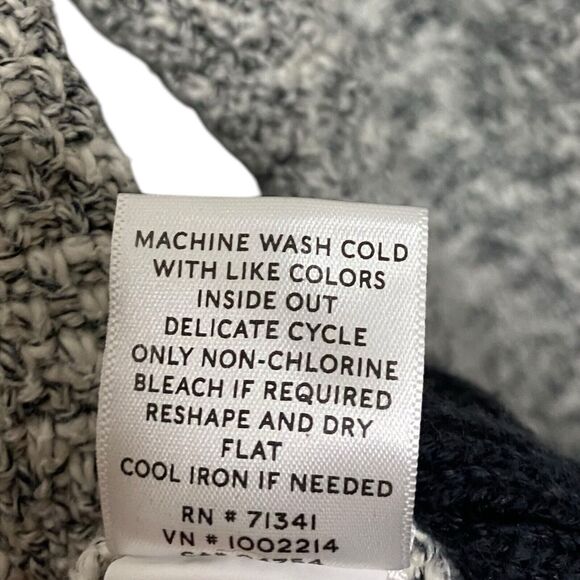 MACHINE WASH COLD
WITH LIKE COLORS
INSIDE OUT
DELICATE CYCLE
ONLY NON-CHLORINE
BLEACH IF REQUIRED
RESHAPE AND DRY
FLAT
COOL IRON IF NEEDED
RN # 71341
VN # 1002214